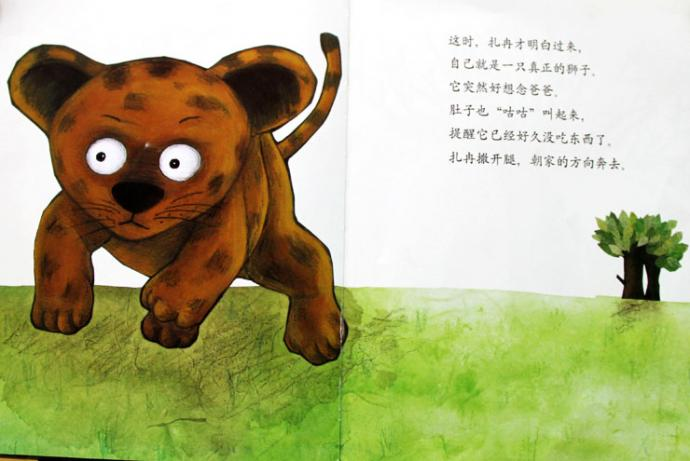 这时，扎冉才明白过来，
自己就是一只真正的狮子。
它突然好想念爸爸。
肚子也“咕咕”叫起来，
提醒它已经好久没吃东西了。
扎冉撒开腿，朝家的方向奔去。